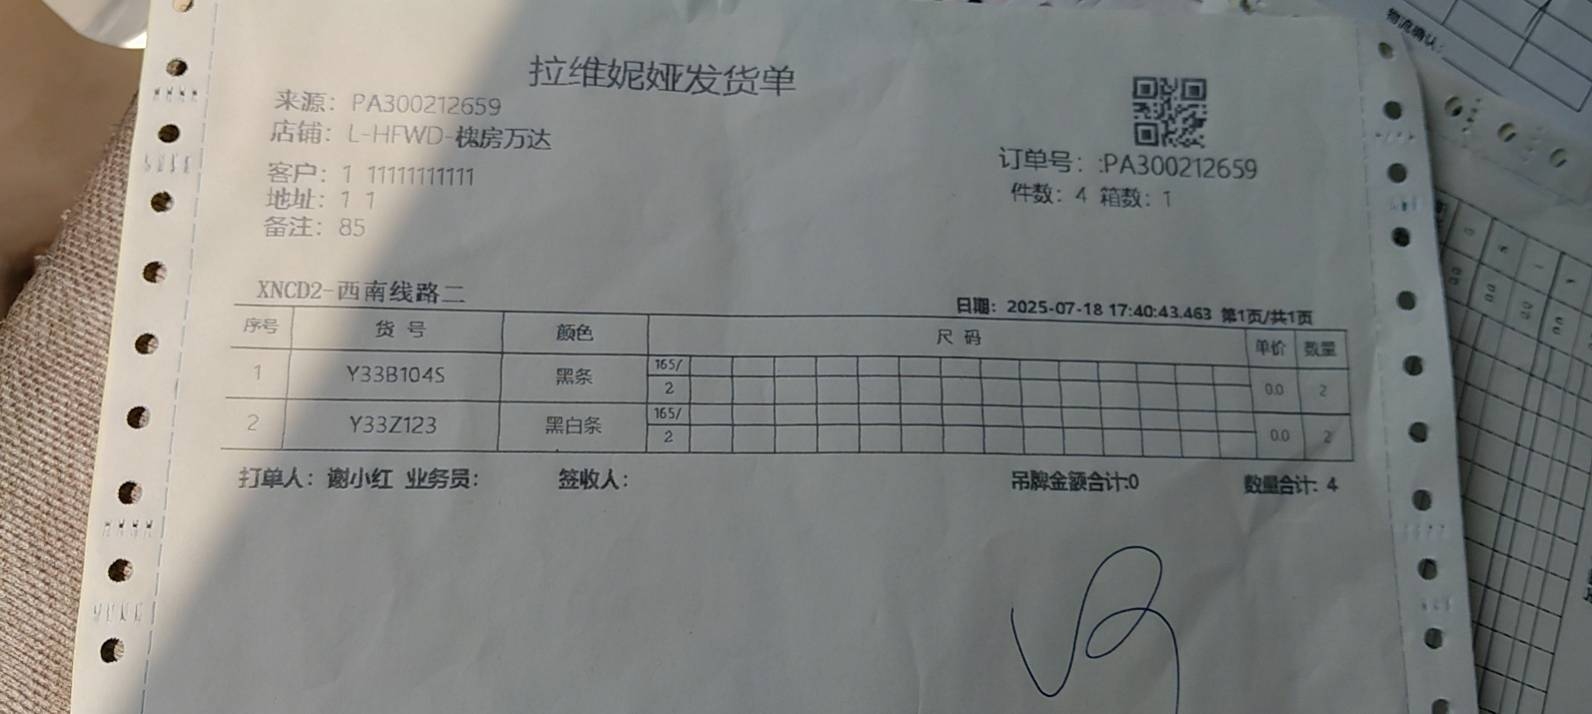 拉维妮娅发货单
来源：PA300212659
店铺：L-HFWD-槐房万达
客户：1 11111111111
地址：1 1
备注：85
订单号：:PA300212659
件数：4 箱数：1
XNCD2-西南线路二
日期：2025-07-18 17:40:43.463 第1页/共1页
序号 货号 颜色 尺码 单价 数量
1 Y33B104S 黑条 165/ 2 0.0 2
2 Y33Z123 黑白条 165/ 2 0.0 2
打单人：谢小红 业务员： 签收人： 吊牌金额合计:0 数量合计：4
物流确认：